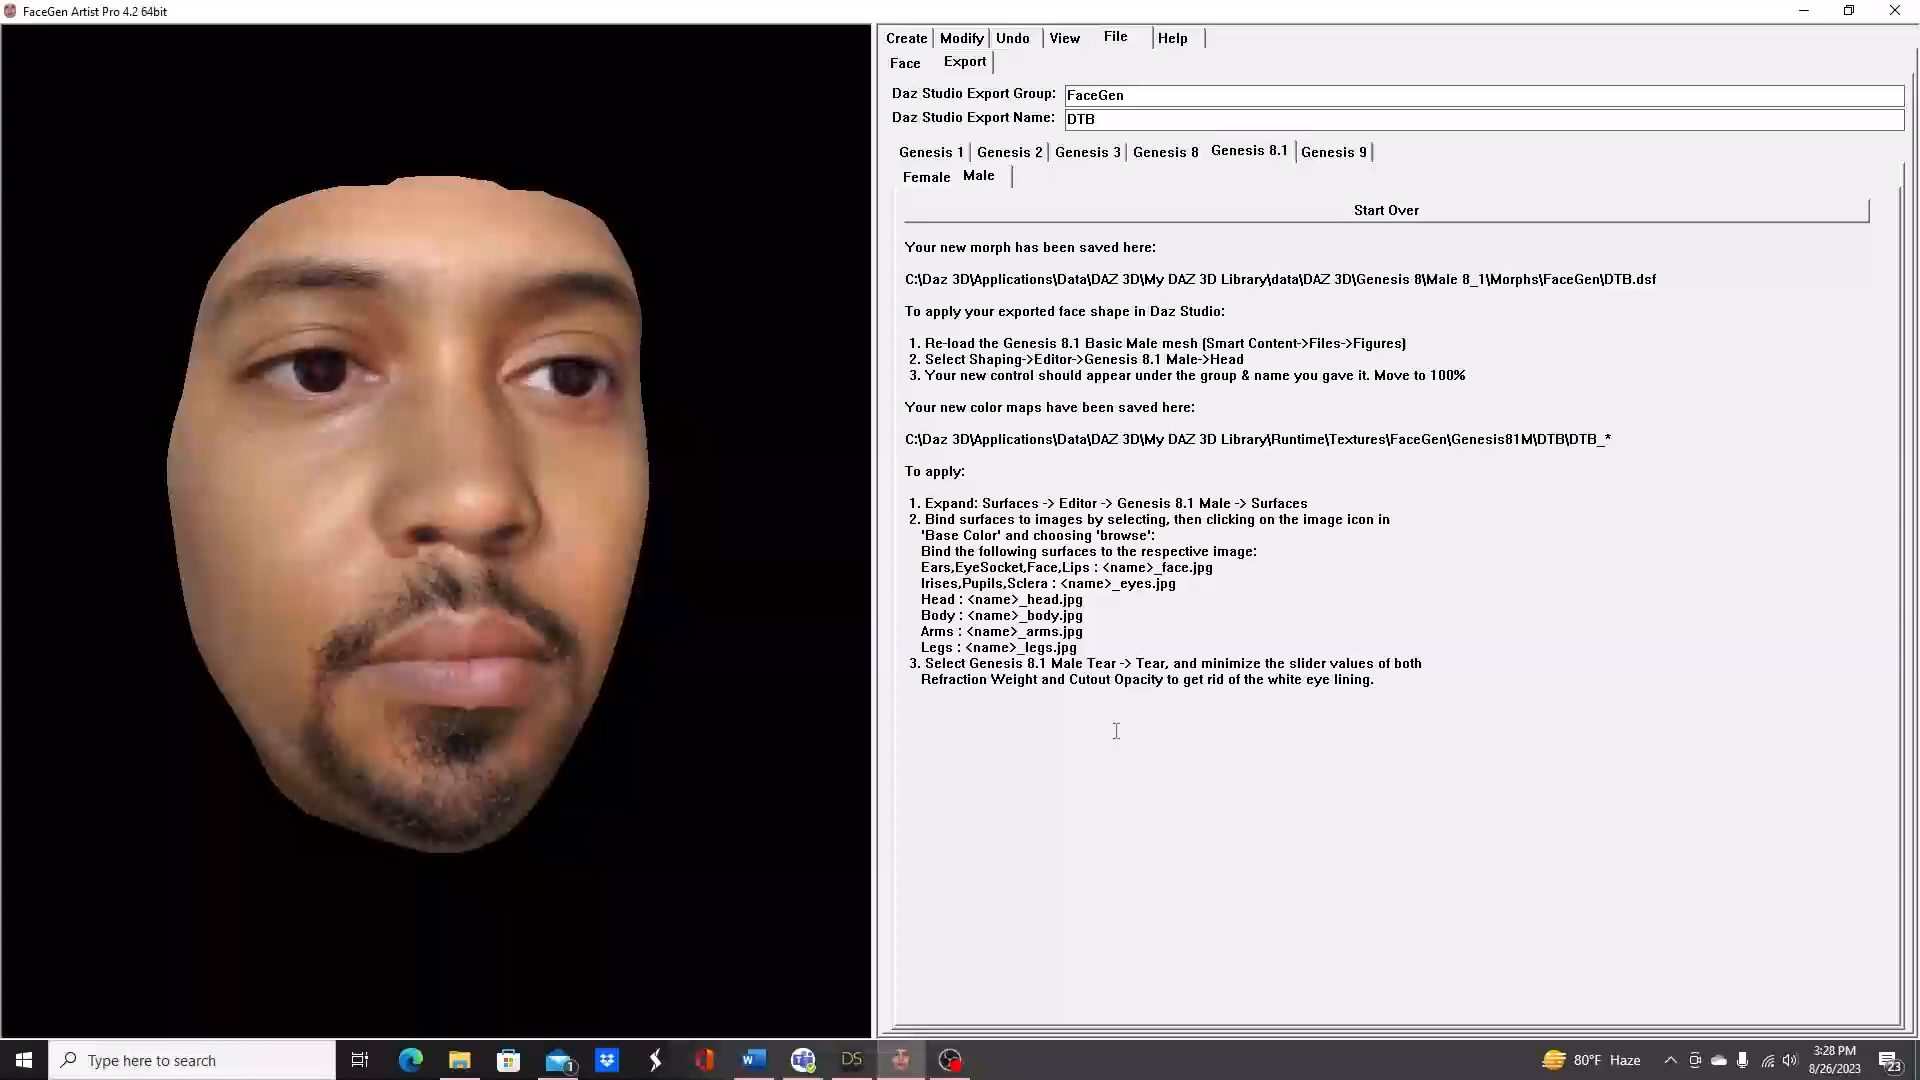 FaceGen Artist Pro 4.2 64bit
Create Modify Undo View File Help
Face Export
Daz Studio Export Group: FaceGen
Daz Studio Export Name: DTB
Genesis 1 Genesis 2 Genesis 3 Genesis 8 Genesis 8.1 Genesis 9
Female Male
Start Over
Your new morph has been saved here:
C:\Daz 3D\Applications\Data\DAZ 3D\My DAZ 3D Library\data\DAZ 3D\Genesis 8\Male 8_1\Morphs\FaceGen\DTB.dsf
To apply your exported face shape in Daz Studio:
1. Re-load the Genesis 8.1 Basic Male mesh (Smart Content->Files->Figures)
2. Select Shaping->Editor->Genesis 8.1 Male->Head
3. Your new control should appear under the group & name you gave it. Move to 100%
Your new color maps have been saved here:
C:\Daz 3D\Applications\Data\DAZ 3D\My DAZ 3D Library\Runtime\Textures\FaceGen\Genesis81M\DTB\DTB_*
To apply:
1. Expand: Surfaces -> Editor -> Genesis 8.1 Male -> Surfaces
2. Bind surfaces to images by selecting, then clicking on the image icon in
'Base Color' and choosing 'browse':
Bind the following surfaces to the respective image:
Ears,EyeSocket,Face,Lips : <name>_face.jpg
Irises,Pupils,Sclera : <name>_eyes.jpg
Head : <name>_head.jpg
Body : <name>_body.jpg
Arms : <name>_arms.jpg
Legs : <name>_legs.jpg
3. Select Genesis 8.1 Male Tear -> Tear, and minimize the slider values of both
Refraction Weight and Cutout Opacity to get rid of the white eye lining.
Type here to search
1
DS
80°F Haze
3:28 PM
8/26/2023
23